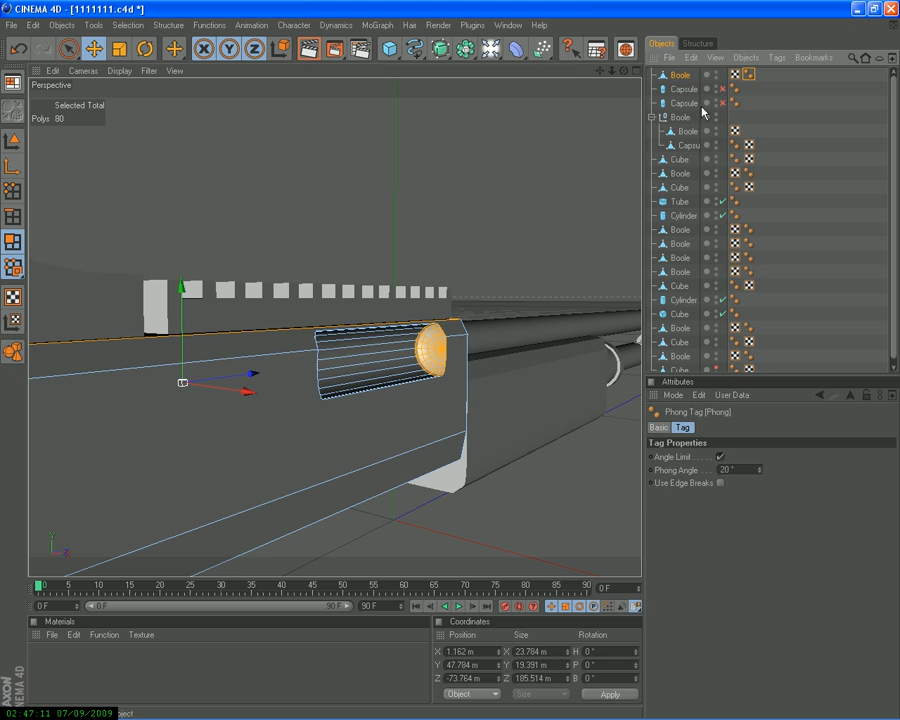 CINEMA 4D - [1111111.c4d *]
File Edit Objects Tools Selection Structure Functions Animation Character Dynamics MoGraph Hair Render Plugins Window Help
Edit Cameras Display Filter View
Perspective
Selected Total
Polys 80
Y
Z
Objects Structure
File Edit View Objects Tags Bookmarks
Boole
Capsule
Capsule
Boole
Boole
Capsu
Cube
Boole
Cube
Tube
Cylinder
Boole
Boole
Boole
Boole
Cube
Cylinder
Cube
Boole
Cube
Boole
Cube
Attributes
Mode Edit User Data
Phong Tag [Phong]
Basic Tag
Tag Properties
Angle Limit
Phong Angle 20 °
Use Edge Breaks
0 5 10 15 20 25 30 35 40 45 50 55 60 65 70 75 80 85 90 0 F
0 F 0 F 90 F 90 F
Materials
File Edit Function Texture
Coordinates
Position Size Rotation
X 1.162 m X 23.784 m H 0 °
Y 47.784 m Y 19.391 m P 0 °
Z -73.764 m Z 185.514 m B 0 °
Object Size Apply
AXON
NEMA 4D
02:47:11 07/09/2009 oject